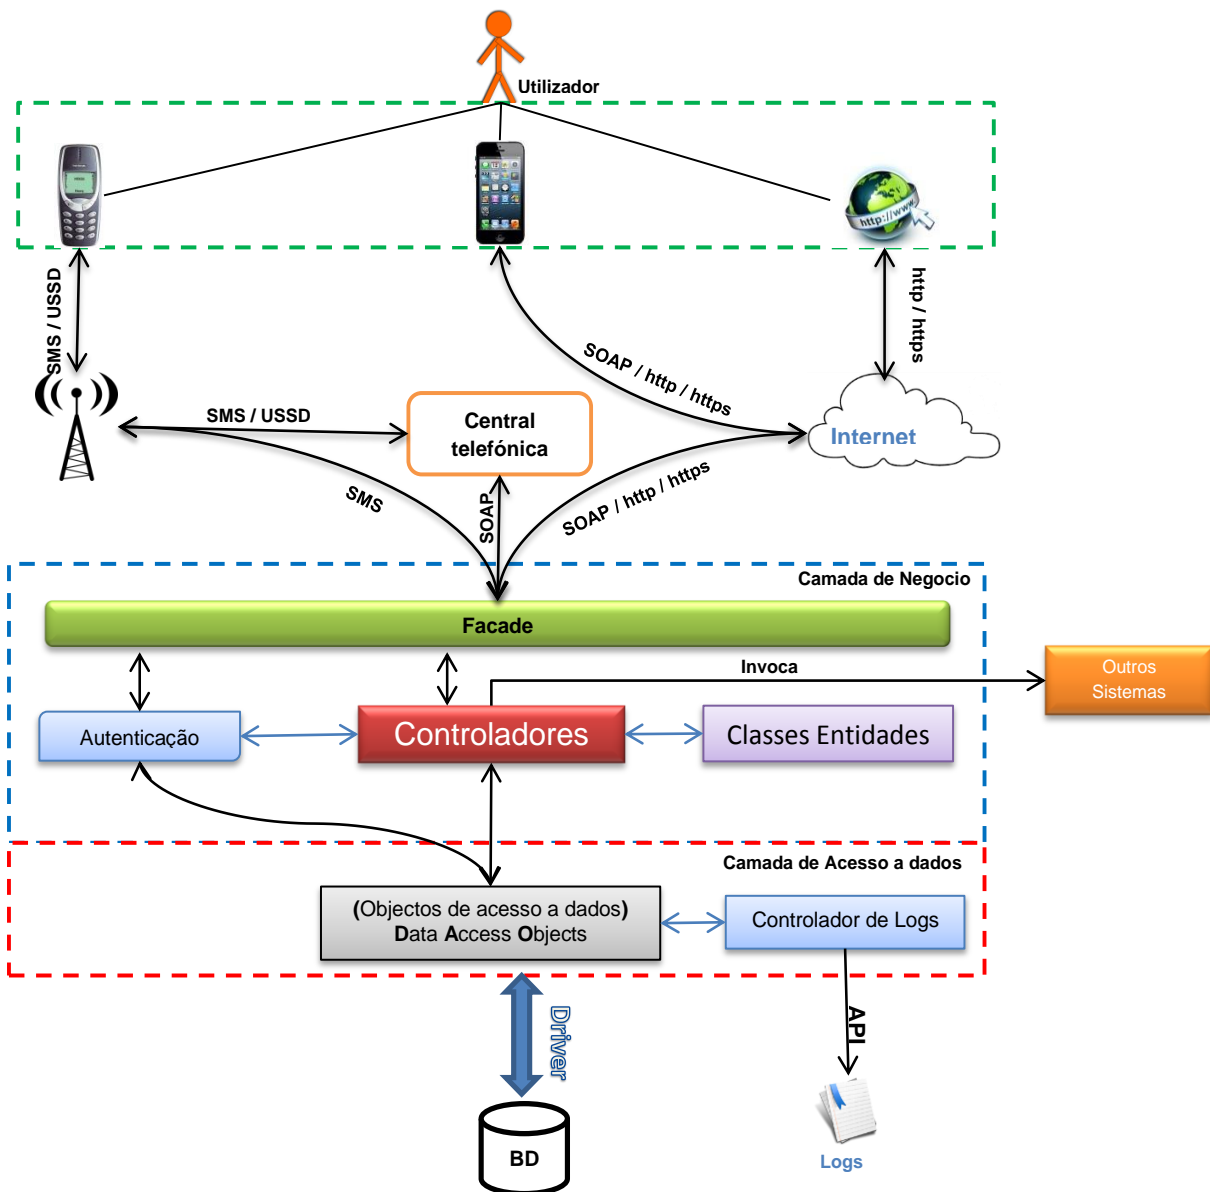 Utilizador
http://www
SMS / USSD
http / https
SOAP / http / https
SMS / USSD
Central
telefónica
Internet
SMS
SOAP
SOAP / http / https
Camada de Negocio
Facade
Invoca
Outros
Sistemas
Autenticação
Controladores
Classes Entidades
Camada de Acesso a dados
(Objectos de acesso a dados)
Data Access Objects
Controlador de Logs
Driver
API
BD
Logs